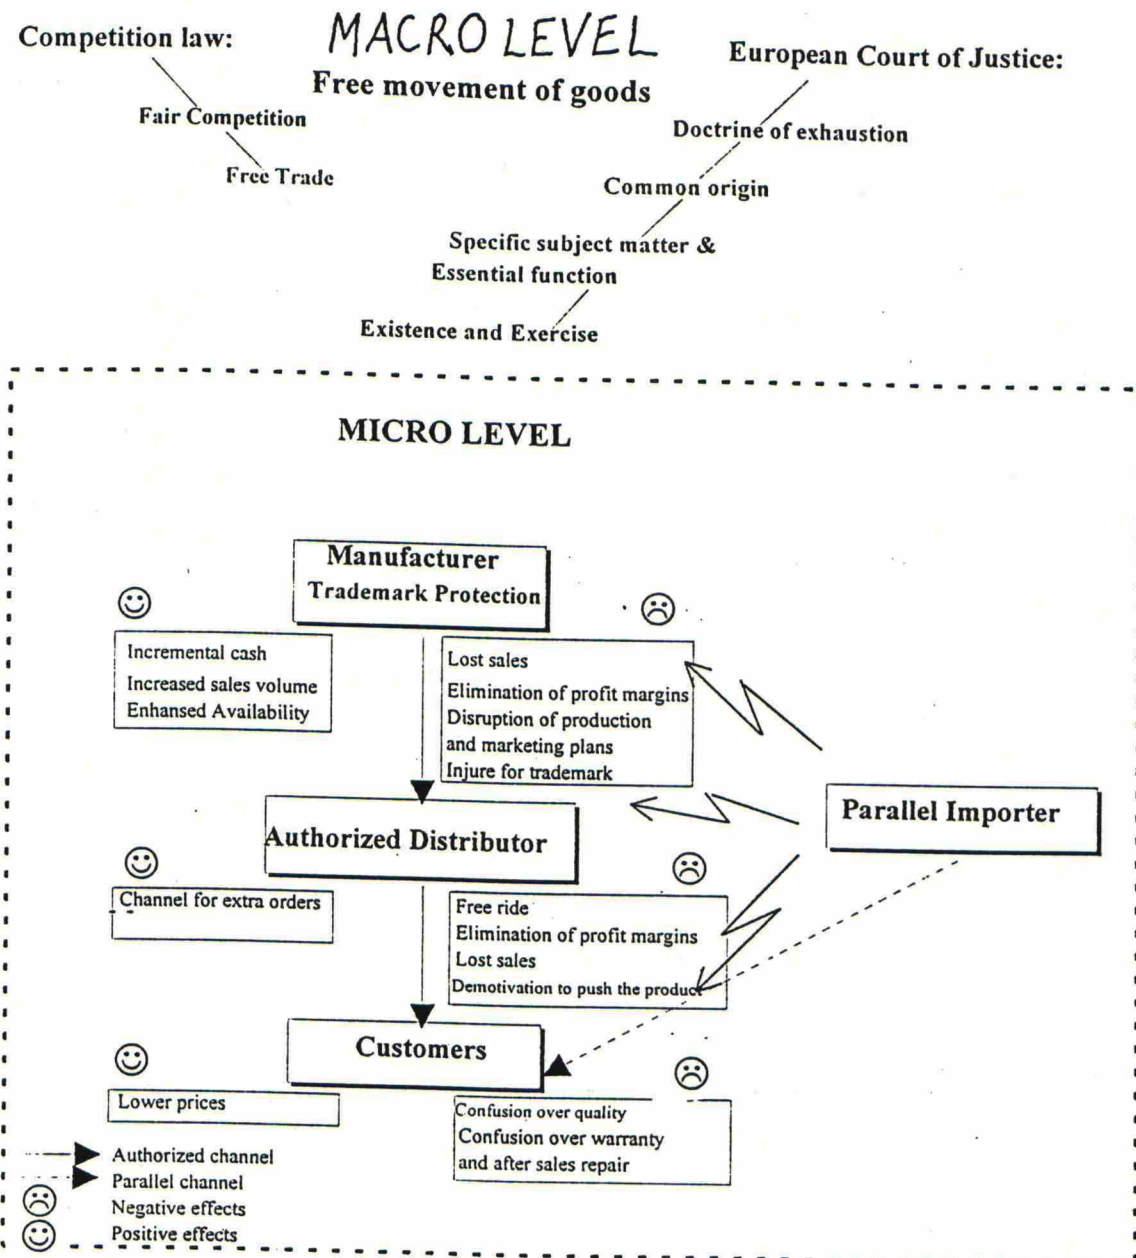 Competition law:
MACRO LEVEL
European Court of Justice:
Free movement of goods
Fair Competition
Doctrine of exhaustion
Free Trade
Common origin
Specific subject matter &
Essential function
Existence and Exercise
MICRO LEVEL
Manufacturer
Trademark Protection
Incremental cash
Increased sales volume
Enhansed Availability
Lost sales
Elimination of profit margins
Disruption of production
and marketing plans
Injure for trademark
Parallel Importer
Authorized Distributor
Channel for extra orders
Free ride
Elimination of profit margins
Lost sales
Demotivation to push the product
Customers
Lower prices
Confusion over quality
Confusion over warranty
and after sales repair
Authorized channel
Parallel channel
Negative effects
Positive effects